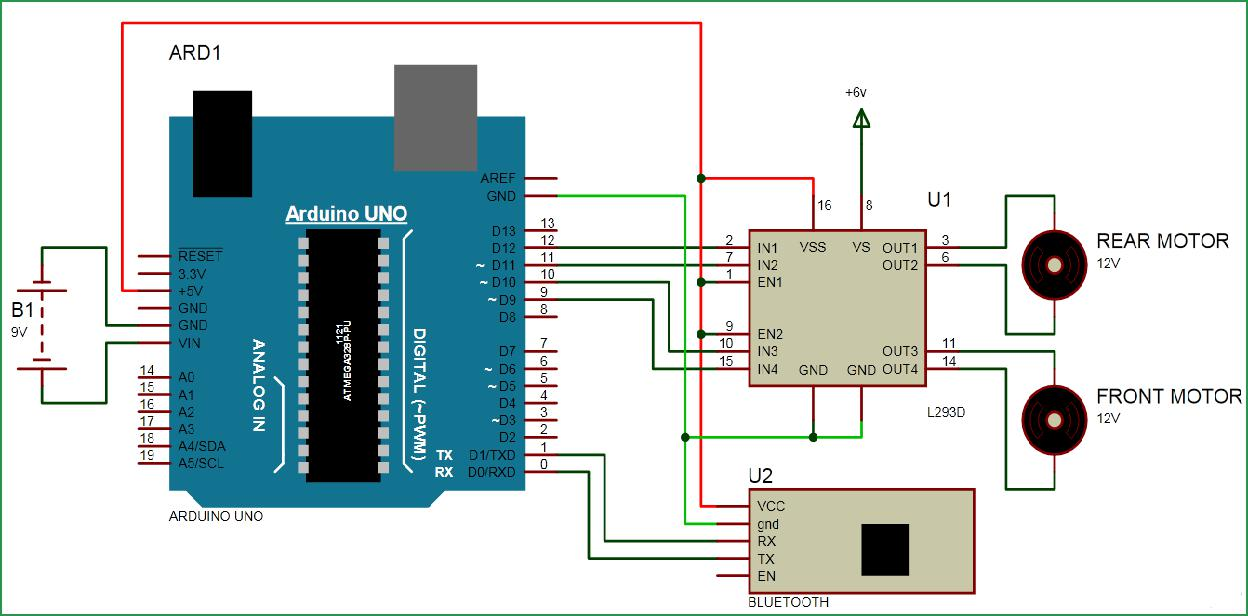 ARD1
Arduino UNO
1121
ATMEGA328P-PU
ANALOG IN
DIGITAL (~PWM)
RESET
3.3V
+5V
GND
GND
VIN
14 A0
15 A1
16 A2
17 A3
18 A4/SDA
19 A5/SCL
AREF
GND
D13 13
D12 12
~ D11 11
~ D10 10
~ D9 9
D8 8
D7 7
~ D6 6
~ D5 5
D4 4
~ D3 3
D2 2
TX D1/TXD 1
RX D0/RXD 0
ARDUINO UNO
B1
9V
+6v
U1
16 VSS
8 VS
2 IN1
7 IN2
1 EN1
9 EN2
10 IN3
15 IN4
GND GND
OUT1 3
OUT2 6
OUT3 11
OUT4 14
L293D
REAR MOTOR
12V
FRONT MOTOR
12V
U2
VCC
gnd
RX
TX
EN
BLUETOOTH